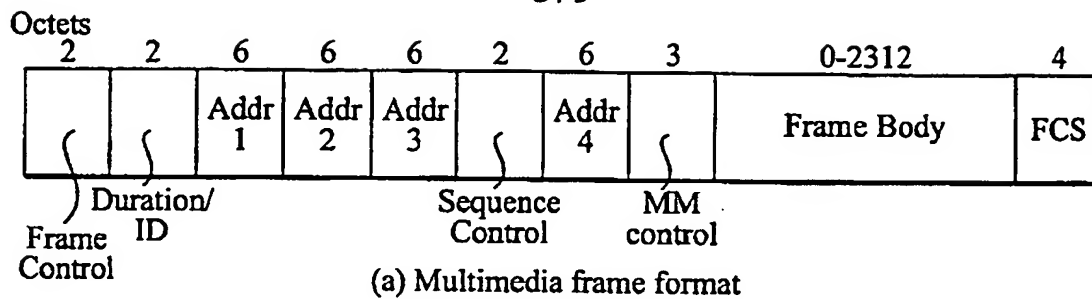 Octets
2 2 6 6 6 2 6 3 0-2312 4
Addr 1 Addr 2 Addr 3 Addr 4 Frame Body FCS
Frame Control
Duration/ ID
Sequence Control
MM control
(a) Multimedia frame format